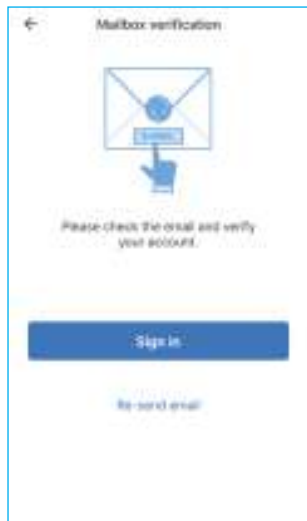 Mailbox verification
Please check the email and verify
your account.
Sign in
Re-send email